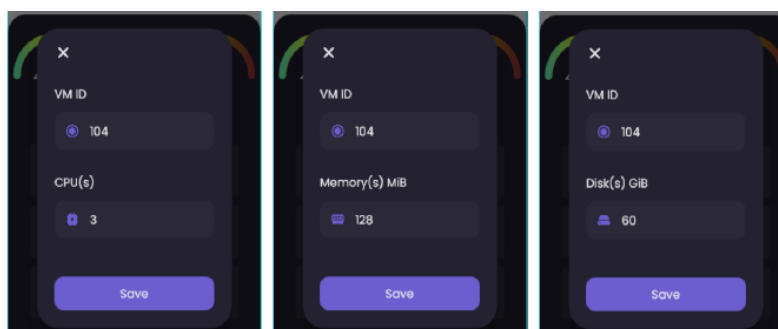 VM ID
104
CPU(s)
3
Save
VM ID
104
Memory(s) MiB
128
Save
VM ID
104
Disk(s) GiB
60
Save